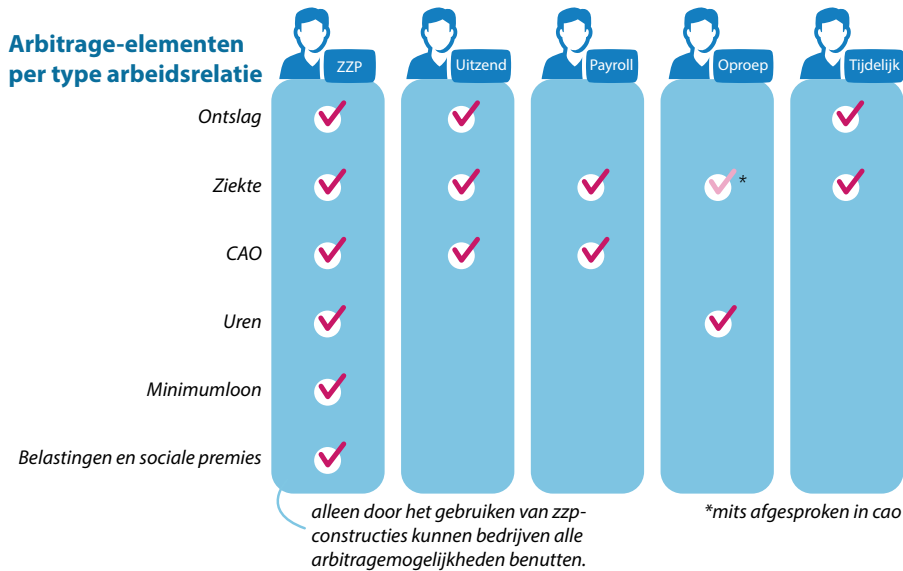 Arbitrage-elementen
per type arbeidsrelatie
ZZP
Uitzend
Payroll
Oproep
Tijdelijk
Ontslag
Ziekte
*
CAO
Uren
Minimumloon
Belastingen en sociale premies
alleen door het gebruiken van zzp-
constructies kunnen bedrijven alle
arbitragemogelijkheden benutten.
*mits afgesproken in cao